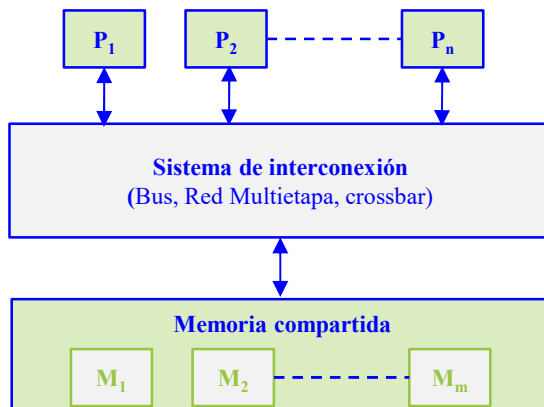 P1 P2 Pn
Sistema de interconexión
(Bus, Red Multietapa, crossbar)
Memoria compartida
M1 M2 Mm